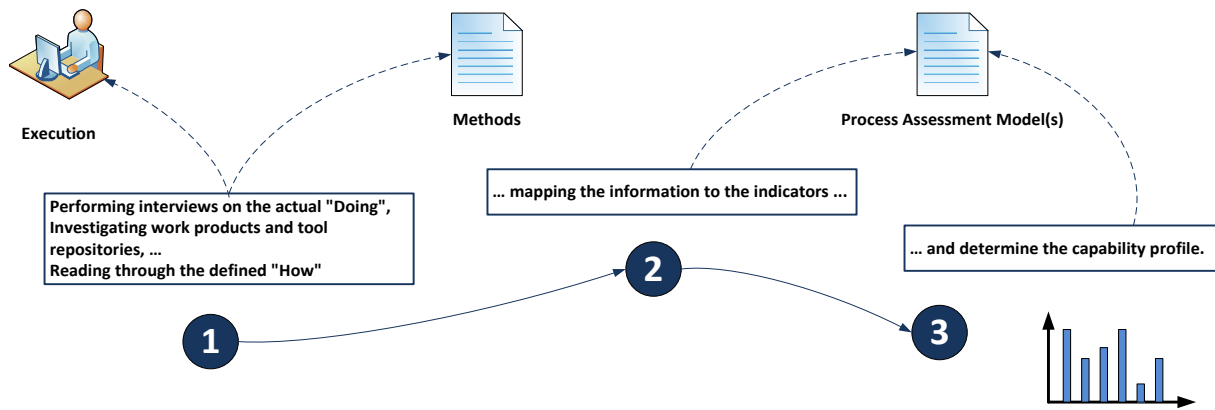 Execution
Methods
Process Assessment Model(s)
Performing interviews on the actual "Doing",
Investigating work products and tool
repositories, …
Reading through the defined "How"
… mapping the information to the indicators ...
… and determine the capability profile.
1
2
3